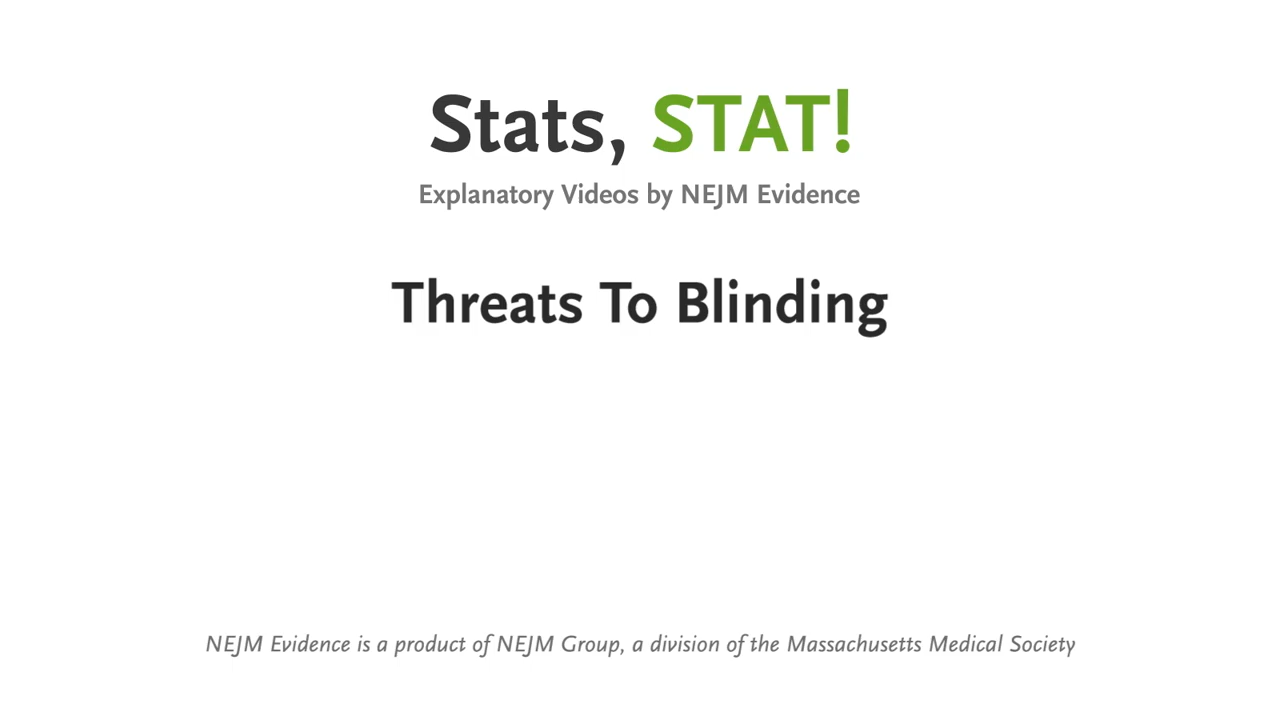 Stats, STAT!
Explanatory Videos by NEJM Evidence
Threats To Blinding
NEJM Evidence is a product of NEJM Group, a division of the Massachusetts Medical Society